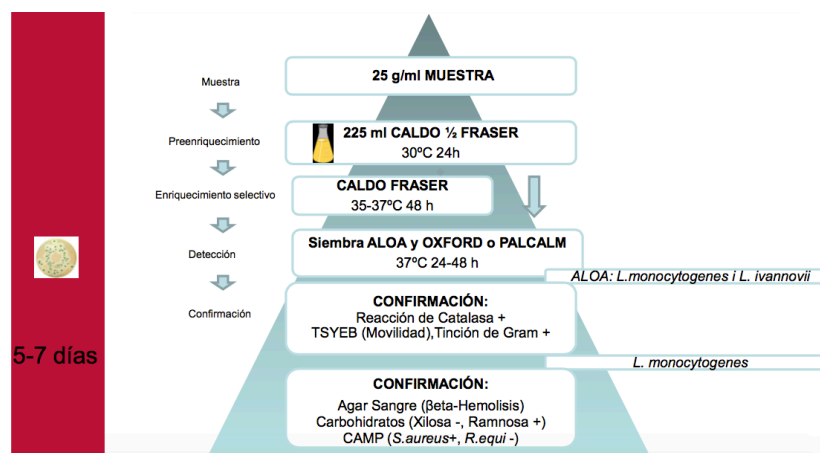 Muestra
25 g/ml MUESTRA
Preenriquecimiento
225 ml CALDO ½ FRASER
30ºC 24h
Enriquecimiento selectivo
CALDO FRASER
35-37ºC 48 h
Detección
Siembra ALOA y OXFORD o PALCALM
37ºC 24-48 h
ALOA: L.monocytogenes i L. ivannovii
Confirmación
CONFIRMACIÓN:
Reacción de Catalasa +
TSYEB (Movilidad),Tinción de Gram +
5-7 días
L. monocytogenes
CONFIRMACIÓN:
Agar Sangre (βeta-Hemolisis)
Carbohidratos (Xilosa -, Ramnosa +)
CAMP (S.aureus+, R.equi -)